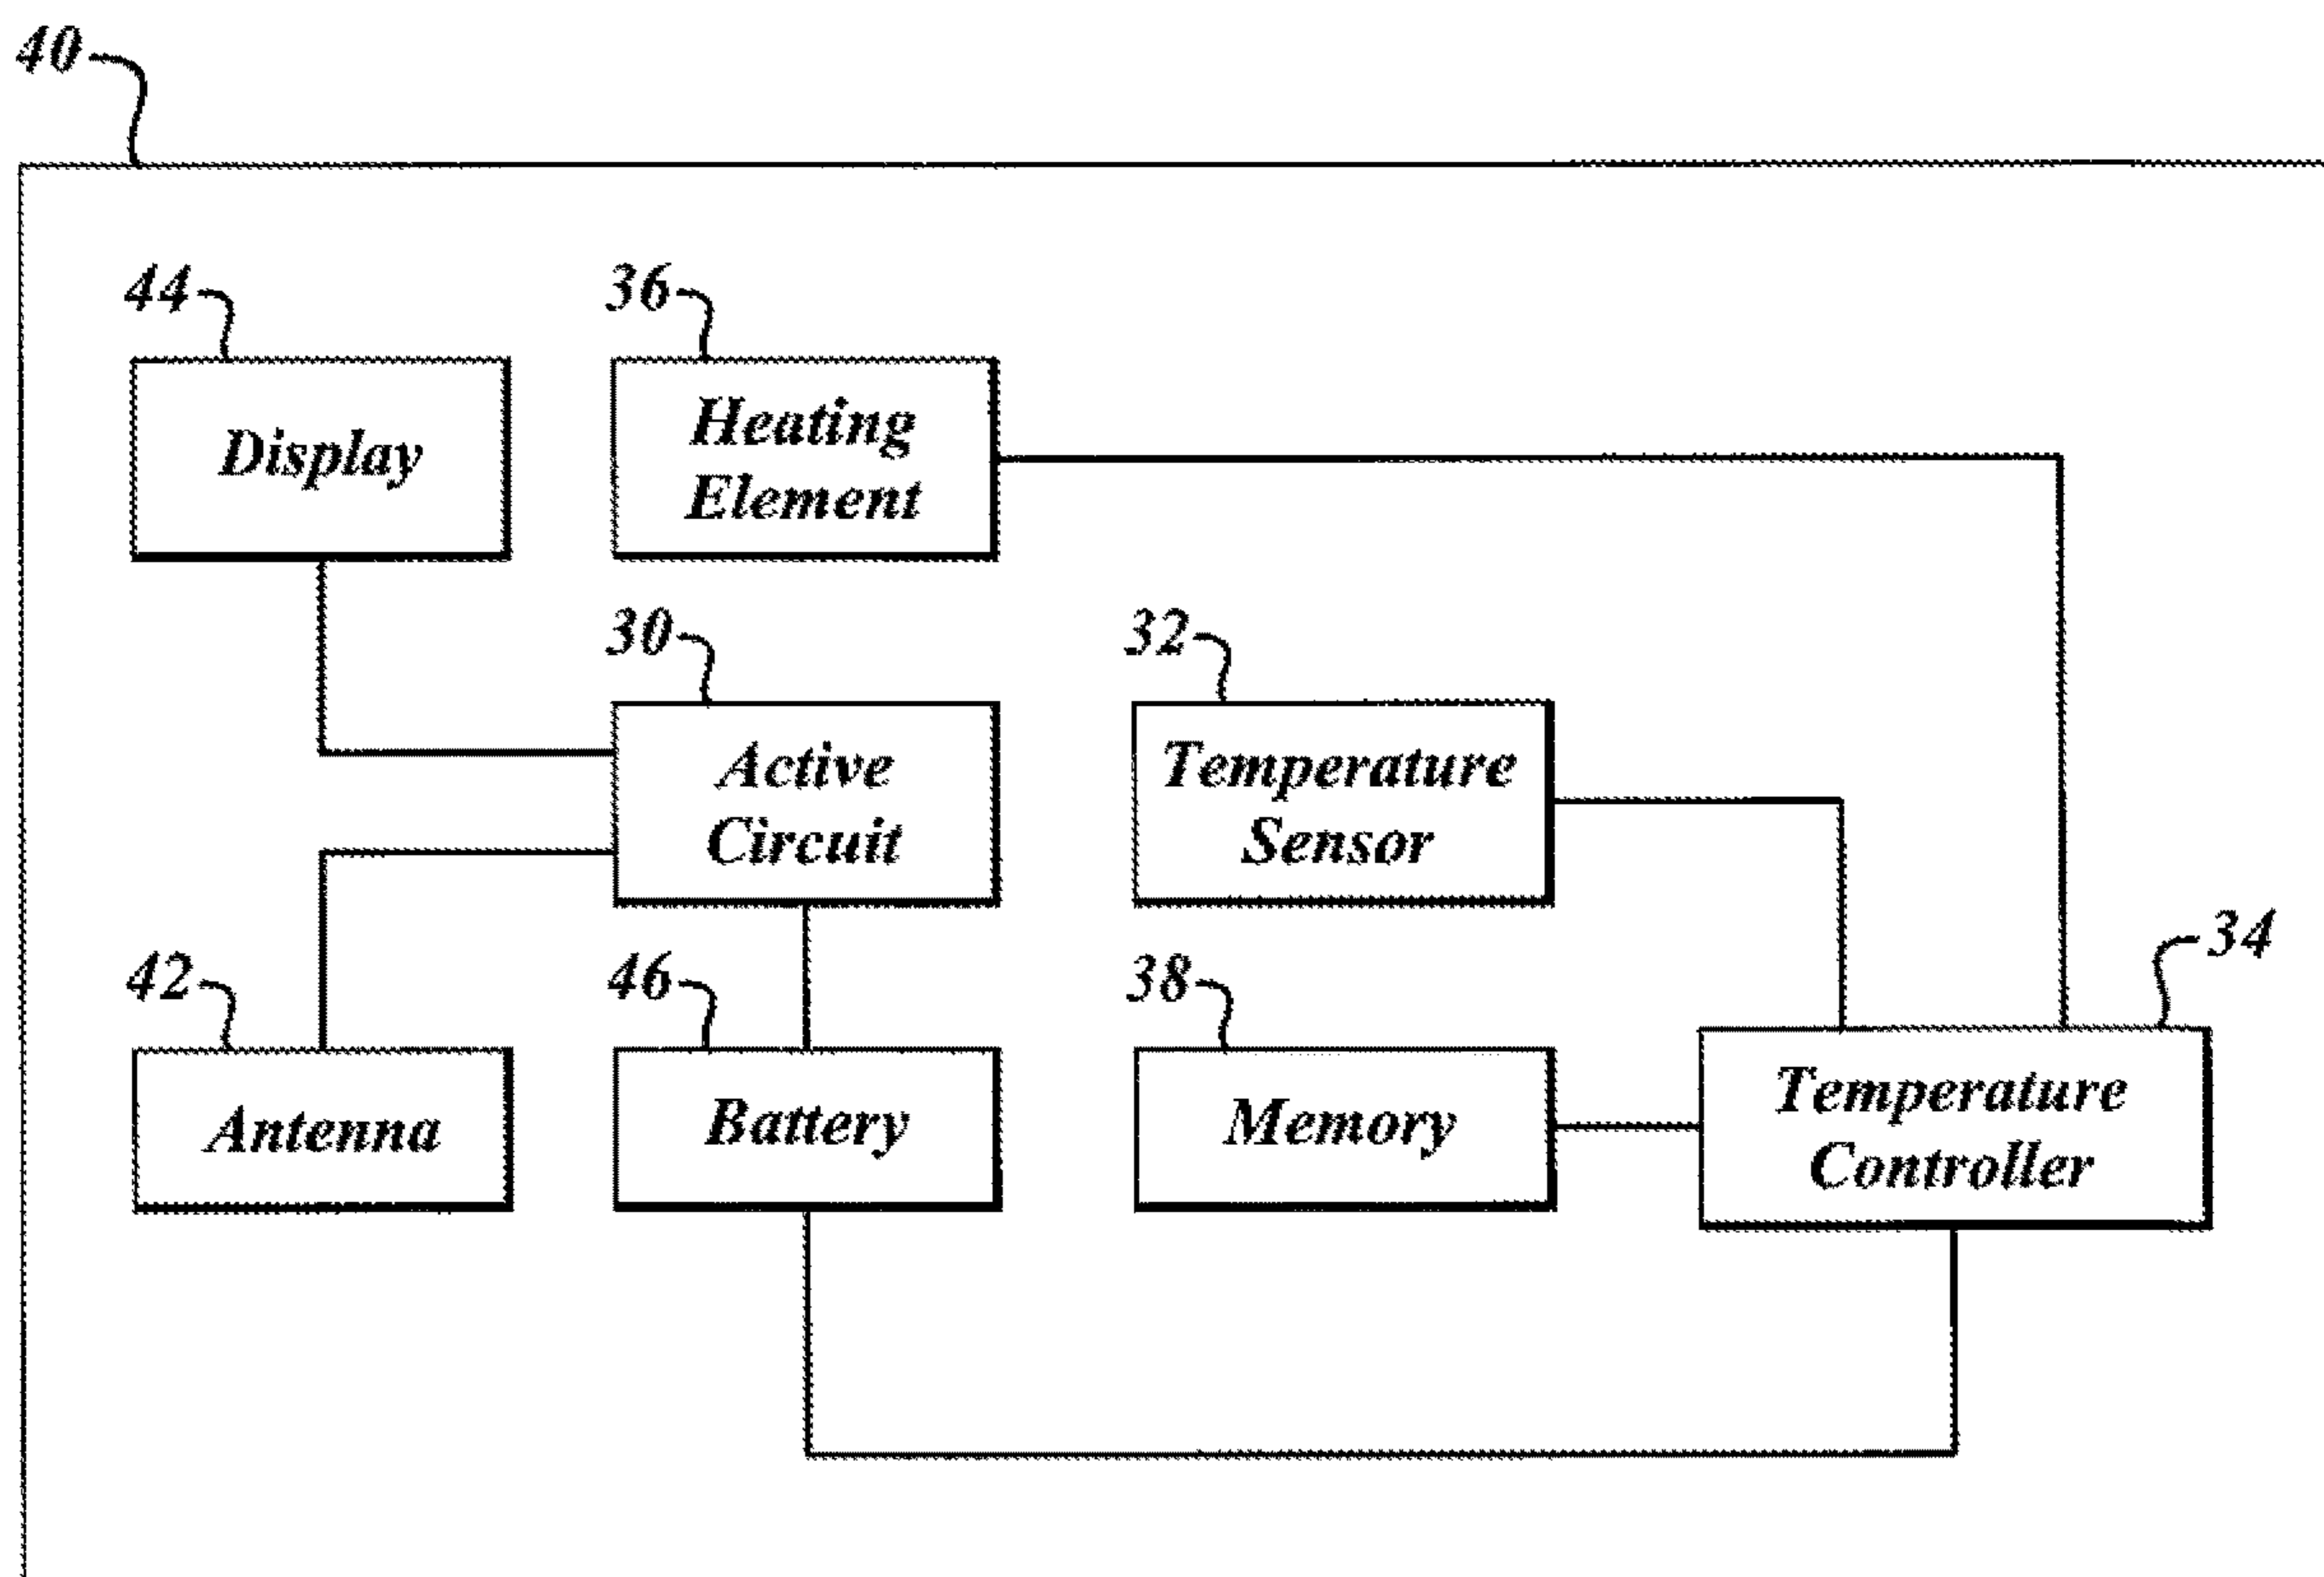 40
44
36
Display
Heating
Element
30
32
Active
Circuit
Temperature
Sensor
34
42
46
38
Antenna
Battery
Memory
Temperature
Controller